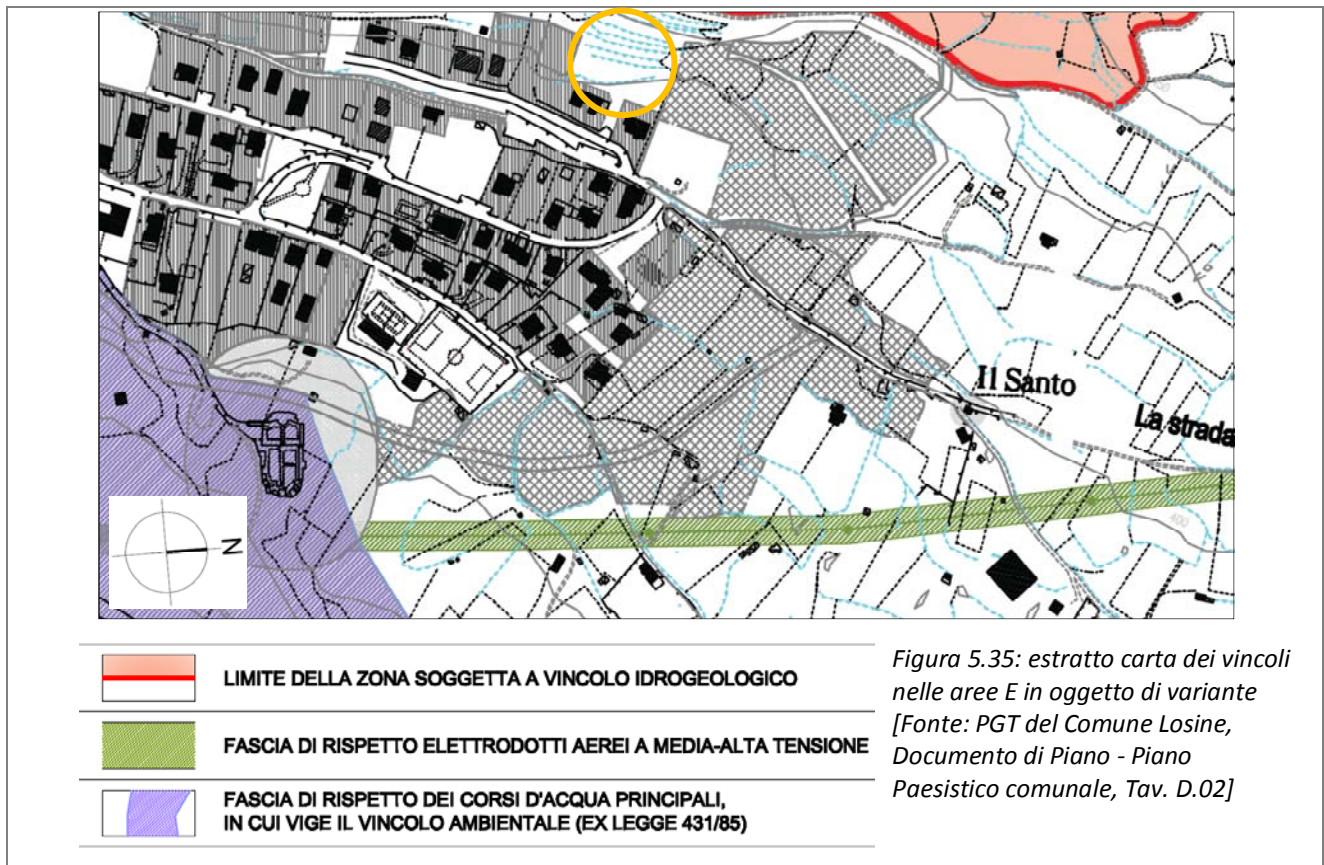 Il Santo
La strada
400
N
LIMITE DELLA ZONA SOGGETTA A VINCOLO IDROGEOLOGICO
FASCIA DI RISPETTO ELETTRODOTTI AEREI A MEDIA-ALTA TENSIONE
FASCIA DI RISPETTO DEI CORSI D'ACQUA PRINCIPALI,
IN CUI VIGE IL VINCOLO AMBIENTALE (EX LEGGE 431/85)
Figura 5.35: estratto carta dei vincoli
nelle aree E in oggetto di variante
[Fonte: PGT del Comune Losine,
Documento di Piano - Piano
Paesistico comunale, Tav. D.02]